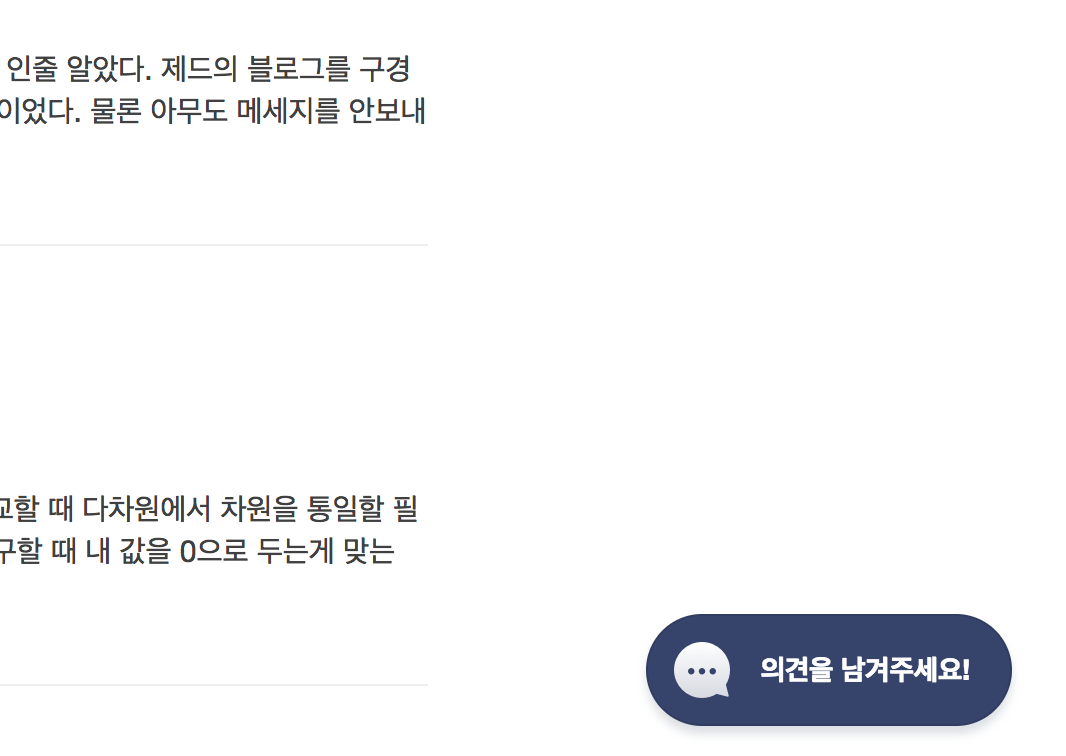 인줄 알았다. 제드의 블로그를 구경
이었다. 물론 아무도 메세지를 안보내
교할 때 다차원에서 차원을 통일할 필
구할 때 내 값을 0으로 두는게 맞는
의견을 남겨주세요!